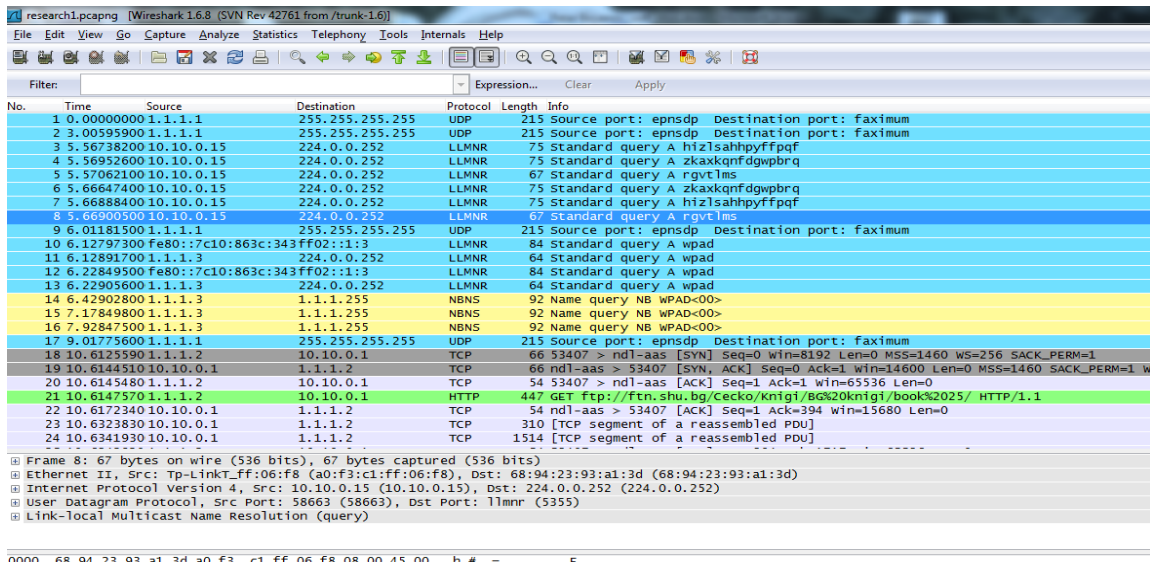 research1.pcapng [Wireshark 1.6.8 (SVN Rev 42761 from /trunk-1.6)]
File Edit View Go Capture Analyze Statistics Telephony Tools Internals Help
Filter: Expression... Clear Apply
No. Time Source Destination Protocol Length Info
1 0.00000000 1.1.1.1 255.255.255.255 UDP 215 Source port: epnsdp Destination port: faximum
2 3.00595900 1.1.1.1 255.255.255.255 UDP 215 Source port: epnsdp Destination port: faximum
3 5.56738200 10.10.0.15 224.0.0.252 LLMNR 75 Standard query A hizlsahhpyffpqf
4 5.56952600 10.10.0.15 224.0.0.252 LLMNR 75 Standard query A zkaxkqnfdgwpbrq
5 5.57062100 10.10.0.15 224.0.0.252 LLMNR 67 Standard query A rgvtlms
6 5.66647400 10.10.0.15 224.0.0.252 LLMNR 75 Standard query A zkaxkqnfdgwpbrq
7 5.66888400 10.10.0.15 224.0.0.252 LLMNR 75 Standard query A hizlsahhpyffpqf
8 5.66900500 10.10.0.15 224.0.0.252 LLMNR 67 Standard query A rgvtlms
9 6.01181500 1.1.1.1 255.255.255.255 UDP 215 Source port: epnsdp Destination port: faximum
10 6.12797300 fe80::7c10:863c:343 ff02::1:3 LLMNR 84 Standard query A wpad
11 6.12891700 1.1.1.3 224.0.0.252 LLMNR 64 Standard query A wpad
12 6.22849500 fe80::7c10:863c:343 ff02::1:3 LLMNR 84 Standard query A wpad
13 6.22905600 1.1.1.3 224.0.0.252 LLMNR 64 Standard query A wpad
14 6.42902800 1.1.1.3 1.1.1.255 NBNS 92 Name query NB WPAD<00>
15 7.17849800 1.1.1.3 1.1.1.255 NBNS 92 Name query NB WPAD<00>
16 7.92847500 1.1.1.3 1.1.1.255 NBNS 92 Name query NB WPAD<00>
17 9.01775600 1.1.1.1 255.255.255.255 UDP 215 Source port: epnsdp Destination port: faximum
18 10.6125590 1.1.1.2 10.10.0.1 TCP 66 53407 > ndl-aas [SYN] Seq=0 Win=8192 Len=0 MSS=1460 WS=256 SACK_PERM=1
19 10.6144510 10.10.0.1 1.1.1.2 TCP 66 ndl-aas > 53407 [SYN, ACK] Seq=0 Ack=1 Win=14600 Len=0 MSS=1460 SACK_PERM=1 W
20 10.6145480 1.1.1.2 10.10.0.1 TCP 54 53407 > ndl-aas [ACK] Seq=1 Ack=1 Win=65536 Len=0
21 10.6147570 1.1.1.2 10.10.0.1 HTTP 447 GET ftp://ftn.shu.bg/Cecko/Knigi/BG%20knigi/book%2025/ HTTP/1.1
22 10.6172340 10.10.0.1 1.1.1.2 TCP 54 ndl-aas > 53407 [ACK] Seq=1 Ack=394 Win=15680 Len=0
23 10.6323830 10.10.0.1 1.1.1.2 TCP 310 [TCP segment of a reassembled PDU]
24 10.6341930 10.10.0.1 1.1.1.2 TCP 1514 [TCP segment of a reassembled PDU]
Frame 8: 67 bytes on wire (536 bits), 67 bytes captured (536 bits)
Ethernet II, Src: Tp-LinkT_ff:06:f8 (a0:f3:c1:ff:06:f8), Dst: 68:94:23:93:a1:3d (68:94:23:93:a1:3d)
Internet Protocol Version 4, Src: 10.10.0.15 (10.10.0.15), Dst: 224.0.0.252 (224.0.0.252)
User Datagram Protocol, Src Port: 58663 (58663), Dst Port: llmnr (5355)
Link-local Multicast Name Resolution (query)
0000 68 94 23 93 a1 3d a0 f3 c1 ff 06 f8 08 00 45 00